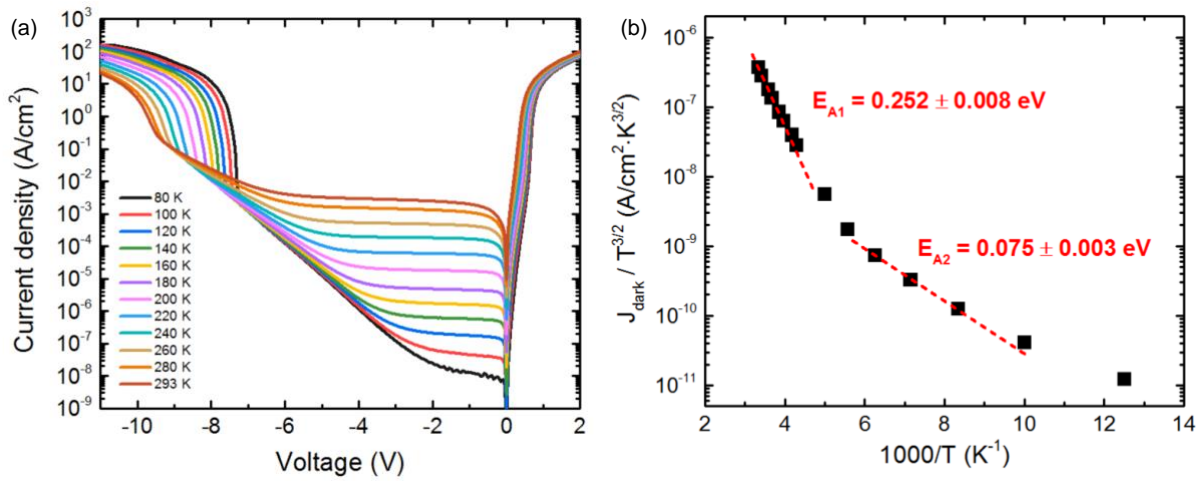 (a)
10³
10²
10¹
10⁰
10⁻¹
10⁻²
10⁻³
10⁻⁴
10⁻⁵
10⁻⁶
10⁻⁷
10⁻⁸
10⁻⁹
Current density (A/cm²)
80 K
100 K
120 K
140 K
160 K
180 K
200 K
220 K
240 K
260 K
280 K
293 K
-10 -8 -6 -4 -2 0 2
Voltage (V)
(b)
10⁻⁶
10⁻⁷
10⁻⁸
10⁻⁹
10⁻¹⁰
10⁻¹¹
J_dark / T^3/2 (A/cm²·K^3/2)
E_A1 = 0.252 ± 0.008 eV
E_A2 = 0.075 ± 0.003 eV
2 4 6 8 10 12 14
1000/T (K⁻¹)